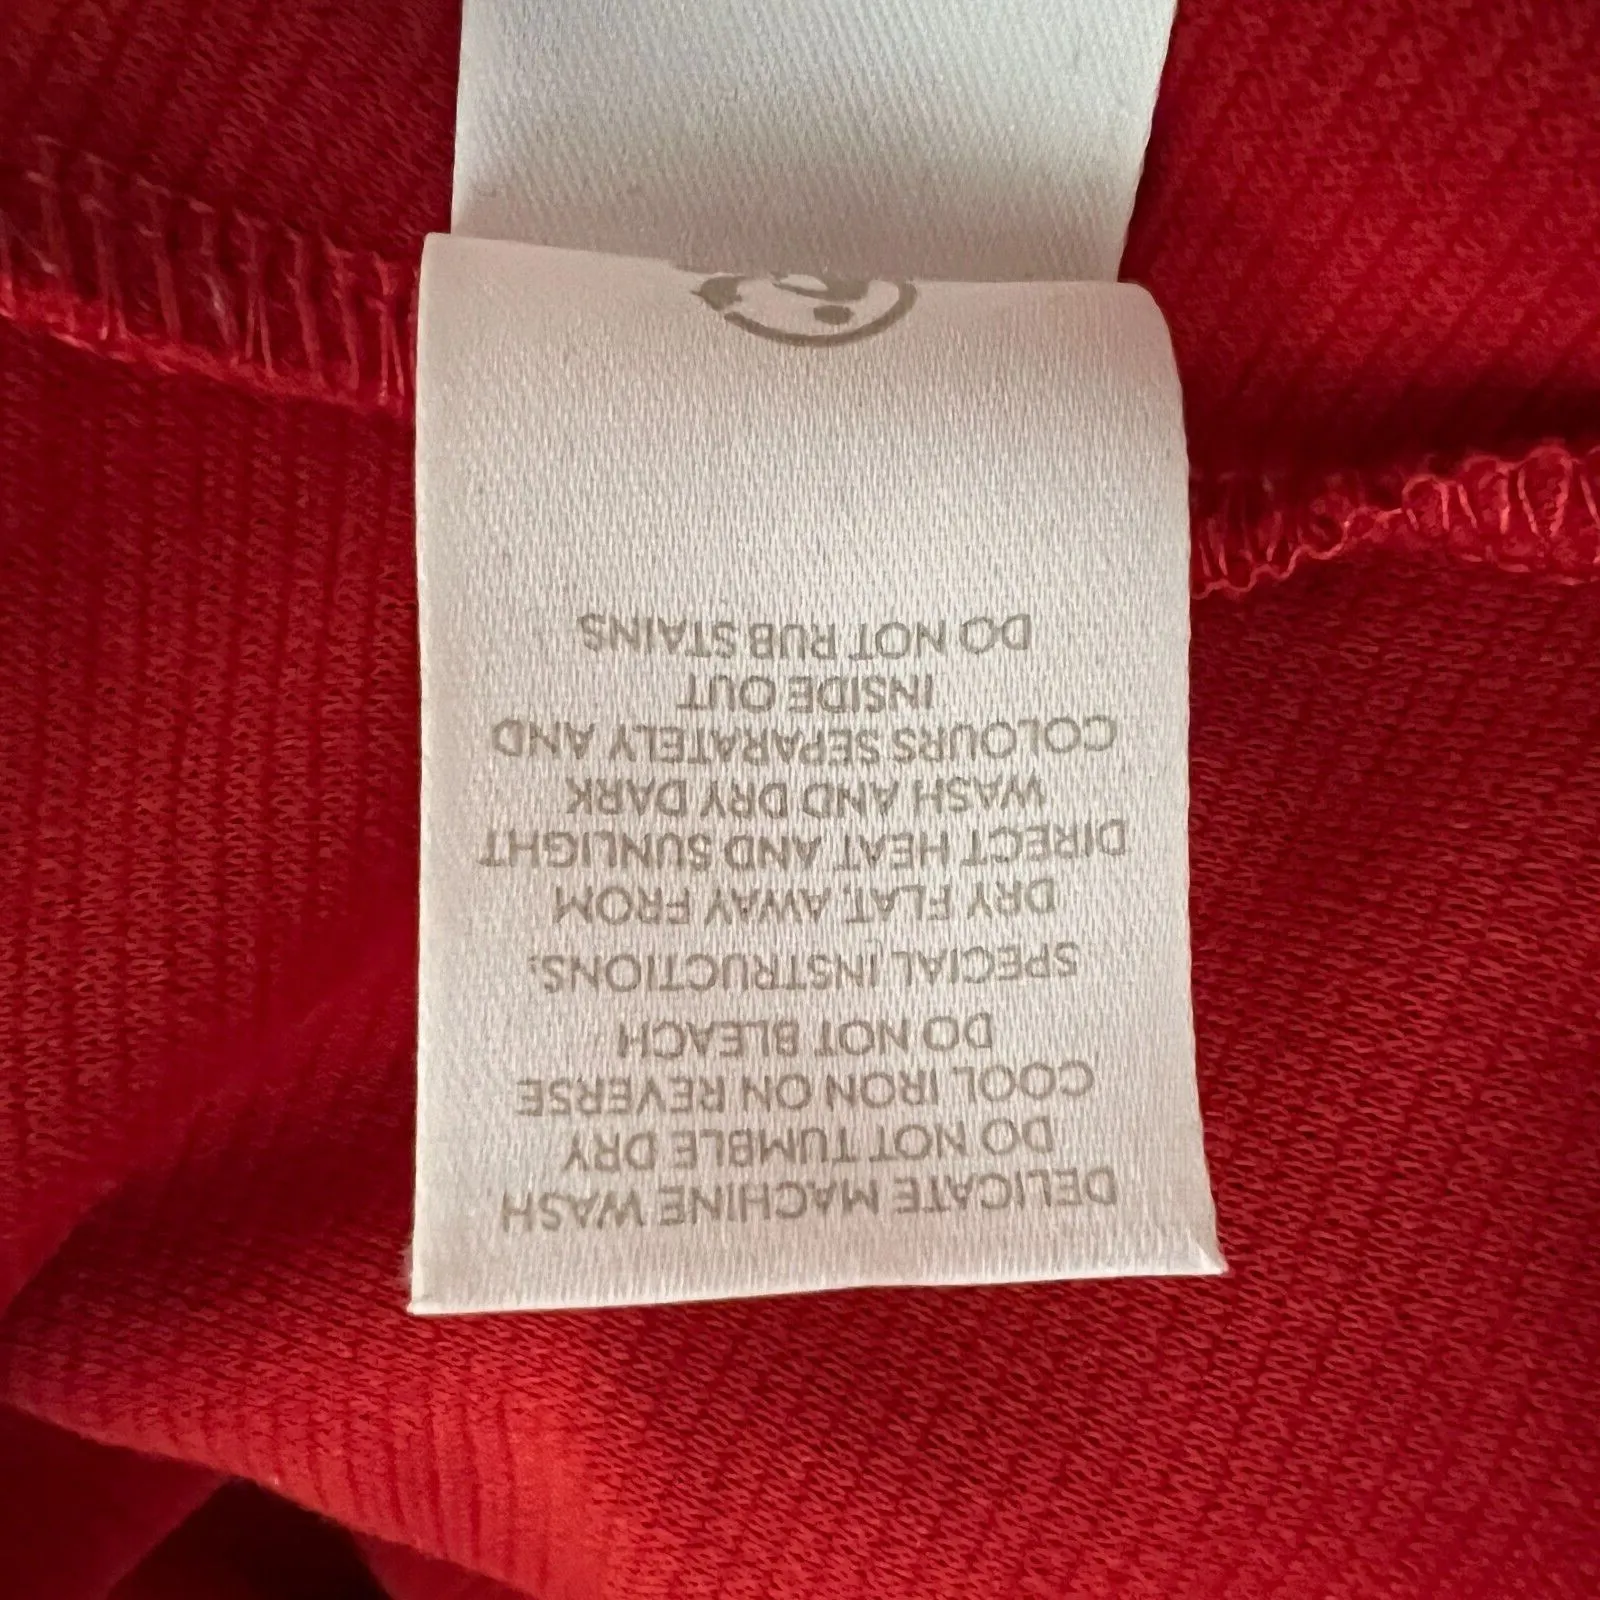 DELICATE MACHINE WASH
DO NOT TUMBLE DRY
COOL IRON ON REVERSE
DO NOT BLEACH
SPECIAL INSTRUCTIONS:
DRY FLAT, AWAY FROM
DIRECT HEAT AND SUNLIGHT
WASH AND DRY DARK
COLOURS SEPARATELY AND
INSIDE OUT
DO NOT RUB STAINS